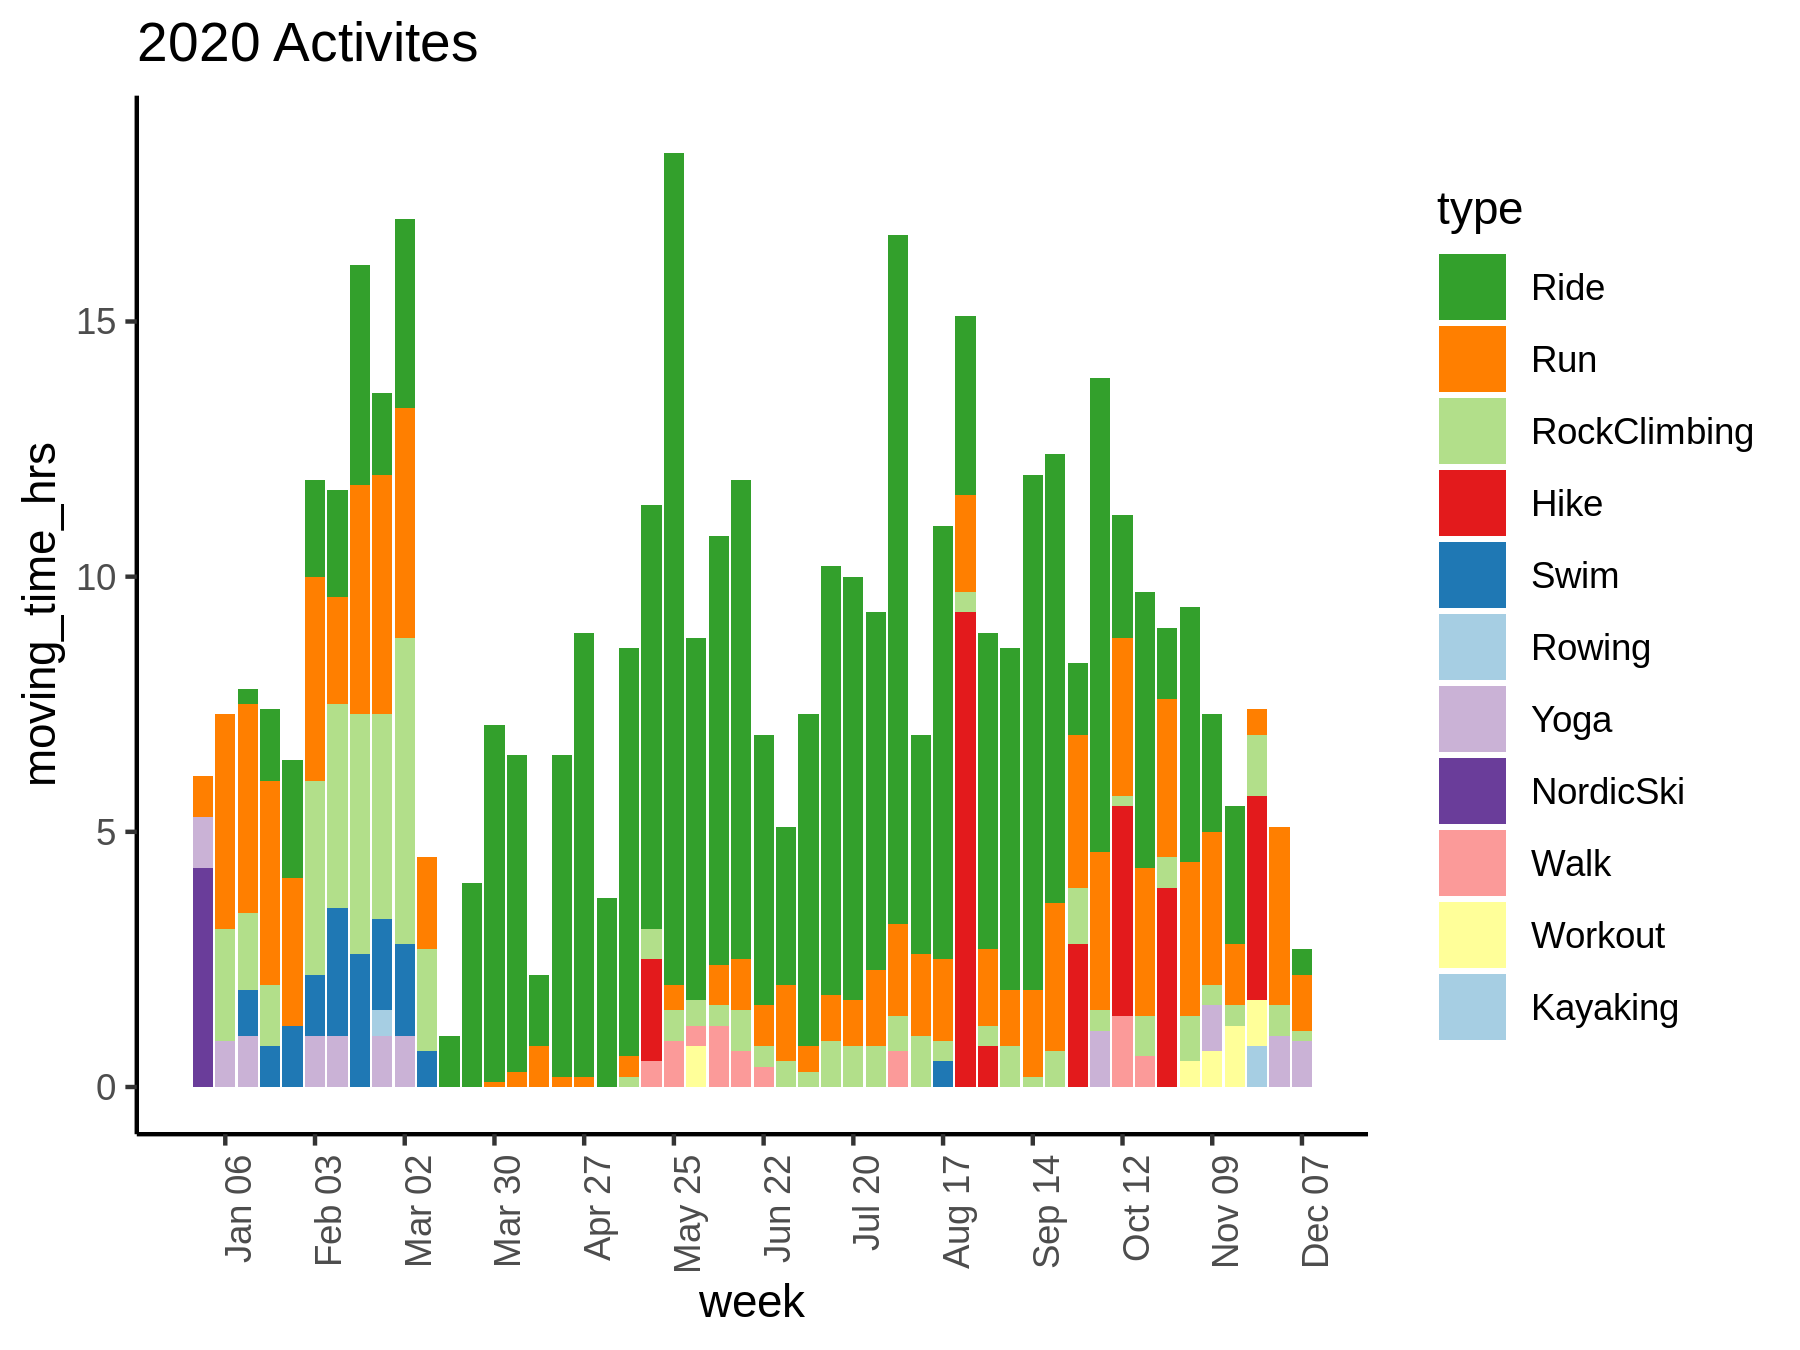 2020 Activites
moving_time_hrs
15
10
5
0
Jan 06
Feb 03
Mar 02
Mar 30
Apr 27
May 25
Jun 22
Jul 20
Aug 17
Sep 14
Oct 12
Nov 09
Dec 07
week
type
Ride
Run
RockClimbing
Hike
Swim
Rowing
Yoga
NordicSki
Walk
Workout
Kayaking